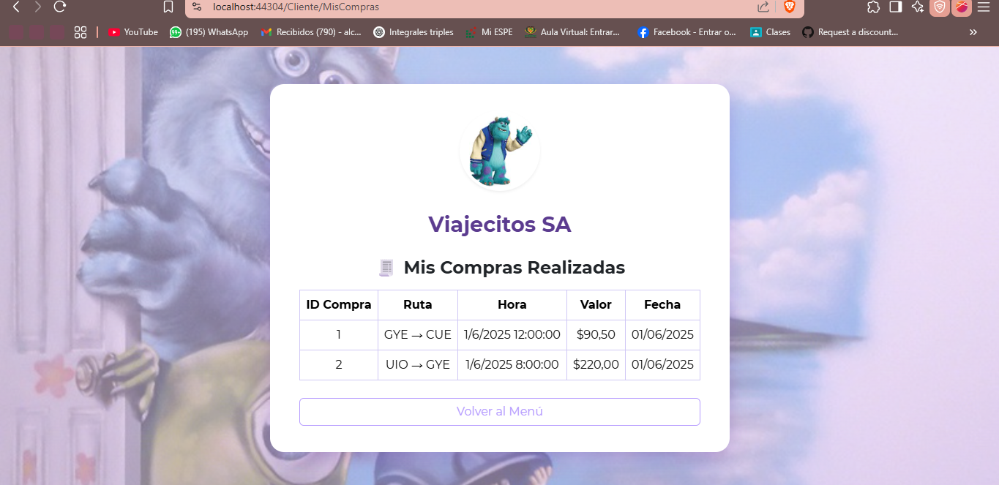 localhost:44304/Cliente/MisCompras
YouTube (195) WhatsApp Recibidos (790) - alc... Integrales triples Mi ESPE Aula Virtual: Entrar... Facebook - Entrar o... Clases Request a discount... »
99+
Viajecitos SA
Mis Compras Realizadas
ID Compra Ruta Hora Valor Fecha
1 GYE → CUE 1/6/2025 12:00:00 $90,50 01/06/2025
2 UIO → GYE 1/6/2025 8:00:00 $220,00 01/06/2025
Volver al Menú